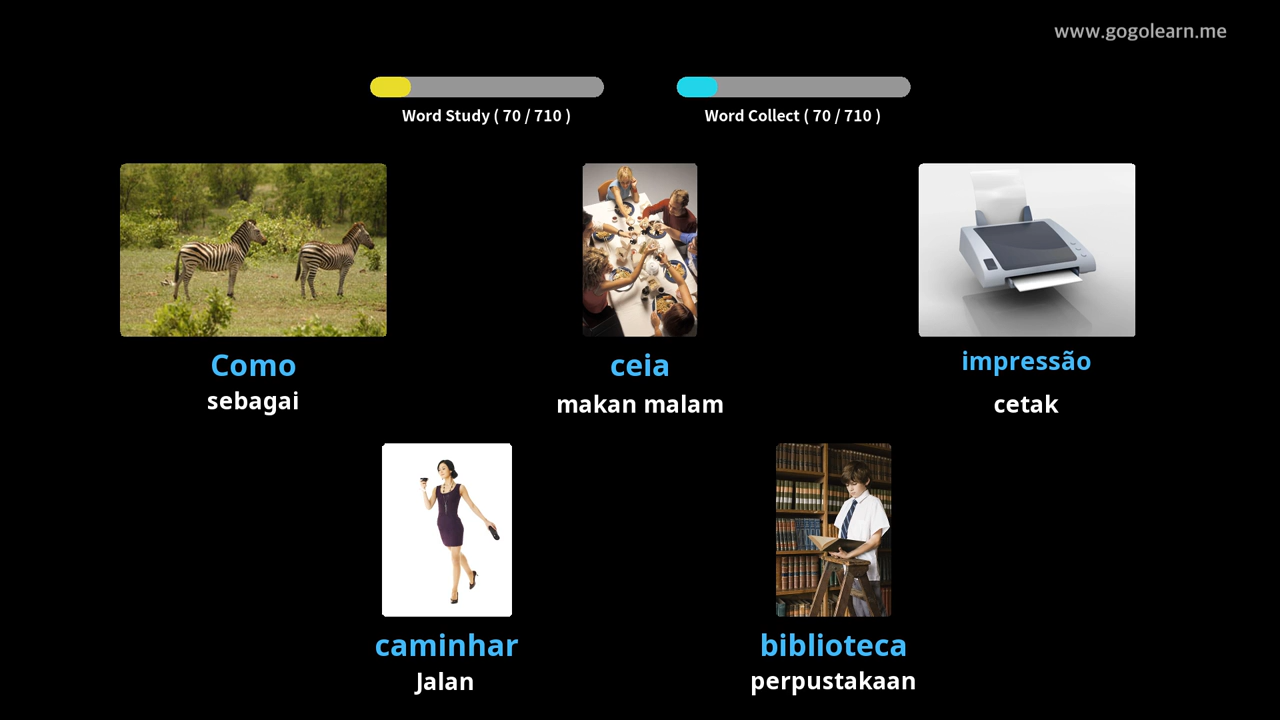 www.gogolearn.me
Word Study ( 70 / 710 )
Word Collect ( 70 / 710 )
Como
sebagai
ceia
makan malam
impressão
cetak
caminhar
Jalan
biblioteca
perpustakaan